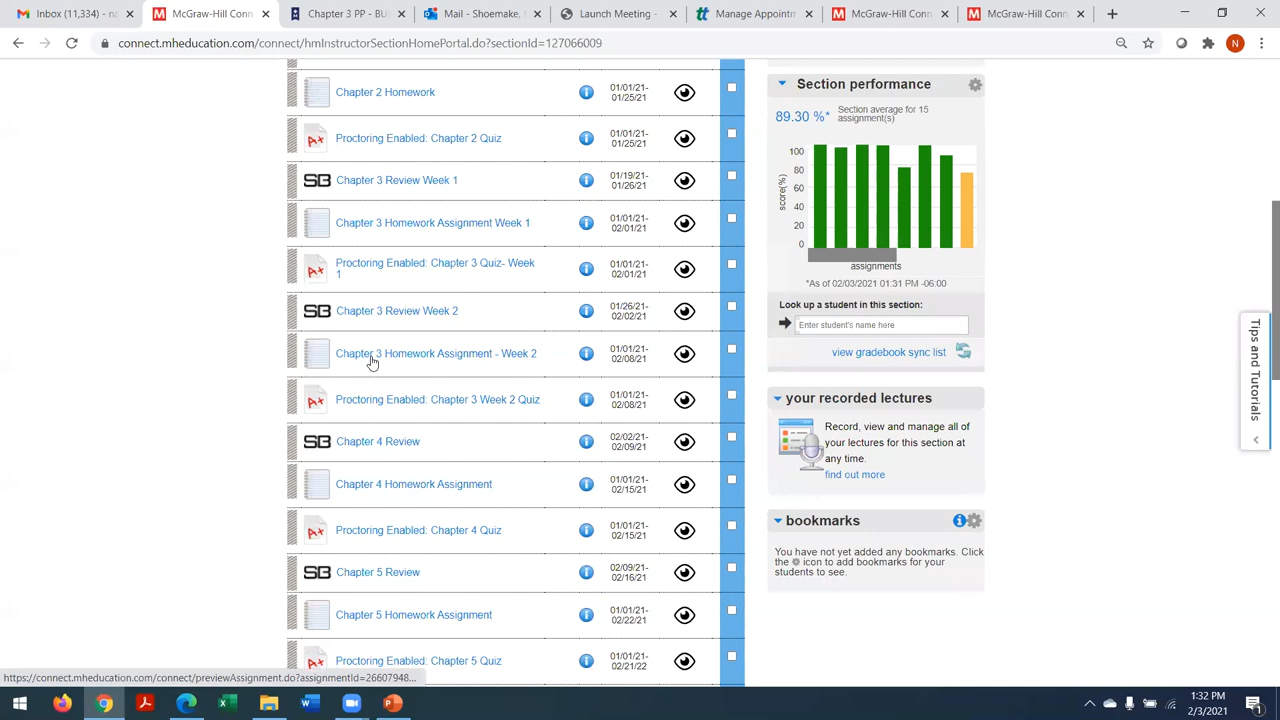 Inbox (11,334) - na
McGraw-Hill Conn
Chapter 3 PP - BUA
Mail - Shoemake,
Launch Meeting -
Manage Appointm
McGraw-Hill Conn
McGraw-Hill Conn
connect.mheducation.com/connect/hmInstructorSectionHomePortal.do?sectionId=127066009
N
Chapter 2 Homework
01/01/21-
01/25/21
A+ Proctoring Enabled: Chapter 2 Quiz
01/01/21-
01/25/21
SB Chapter 3 Review Week 1
01/19/21-
01/26/21
Chapter 3 Homework Assignment Week 1
01/01/21-
02/01/21
A+ Proctoring Enabled: Chapter 3 Quiz- Week
1
01/01/21-
02/01/21
SB Chapter 3 Review Week 2
01/26/21-
02/02/21
Chapter Homework Assignment - Week 2
01/01/21-
02/08/21
A+ Proctoring Enabled: Chapter 3 Week 2 Quiz
01/01/21-
02/08/21
SB Chapter 4 Review
02/02/21-
02/09/21
Chapter 4 Homework Assignment
01/01/21-
02/15/21
A+ Proctoring Enabled: Chapter 4 Quiz
01/01/21-
02/15/21
SB Chapter 5 Review
02/09/21-
02/16/21
Chapter 5 Homework Assignment
01/01/21-
02/22/21
A+ Proctoring Enabled: Chapter 5 Quiz
01/01/21-
02/21/22
Section performance
89.30 %*
Section average for 15
assignment(s)
100
80
60
40
20
0
score(%)
assignments
*As of 02/03/2021 01:31 PM -06:00
Look up a student in this section:
Enter student's name here
view gradebook sync list
your recorded lectures
Record, view and manage all of
your lectures for this section at
any time.
find out more
bookmarks
You have not yet added any bookmarks. Click
the icon to add bookmarks for your
students to see.
Tips and Tutorials
https://connect.mheducation.com/connect/previewAssignment.do?assignmentId=26607948...
1:32 PM
2/3/2021